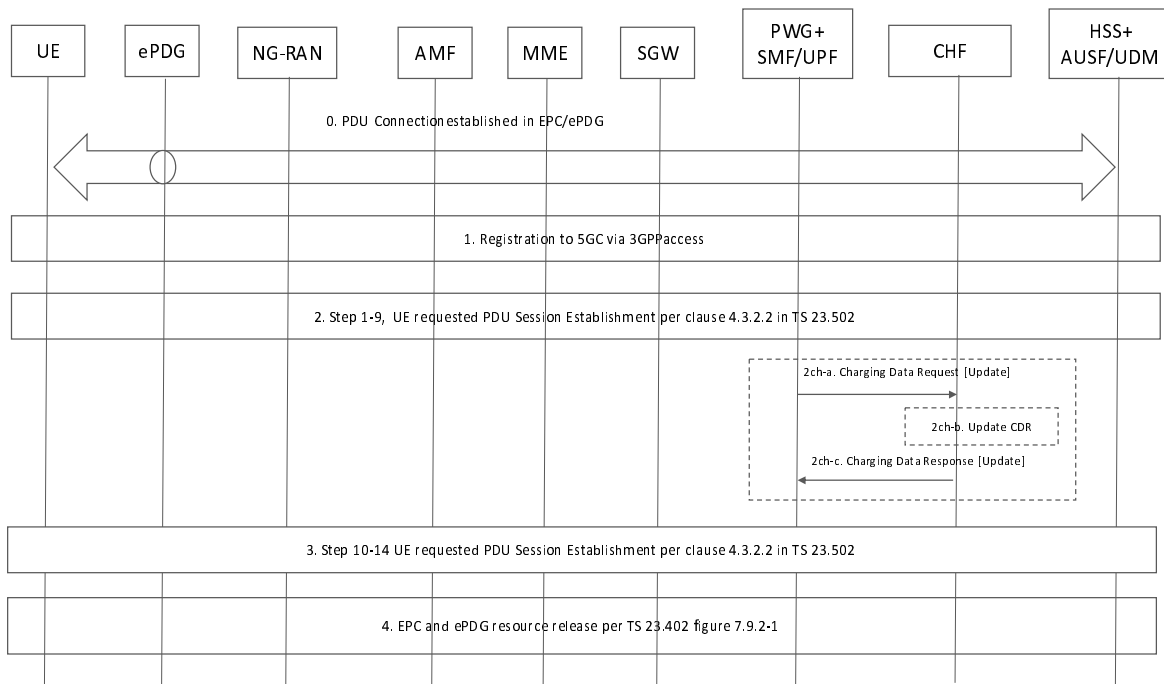 UE
ePDG
NG-RAN
AMF
MME
SGW
PWG+
SMF/UPF
CHF
HSS+
AUSF/UDM
0. PDU Connectionestablished in EPC/ePDG
1. Registration to 5GC via 3GPPaccess
2. Step 1-9, UE requested PDU Session Establishment per clause 4.3.2.2 in TS 23.502
2ch-a. Charging Data Request [Update]
2ch-b. Update CDR
2ch-c. Charging Data Response [Update]
3. Step 10-14 UE requested PDU Session Establishment per clause 4.3.2.2 in TS 23.502
4. EPC and ePDG resource release per TS 23.402 figure 7.9.2-1